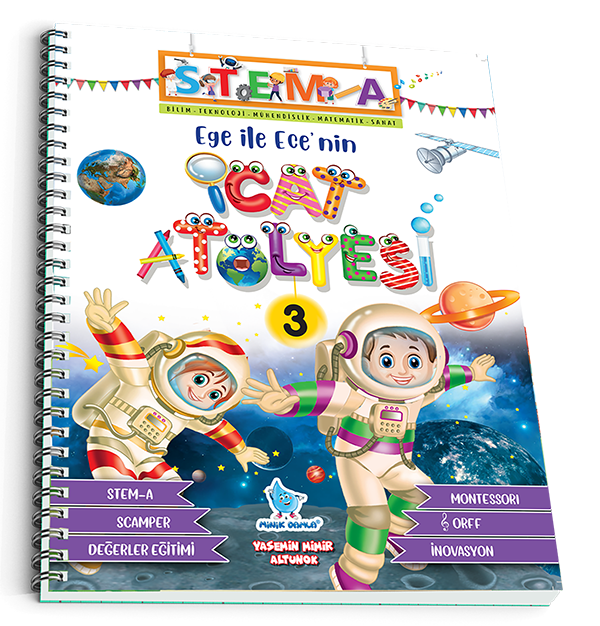 STEM-A
BİLİM - TEKNOLOJİ - MÜHENDİSLİK - MATEMATİK - SANAT
Ege ile Ece'nin
İCAT
ATÖLYESİ
3
STEM-A
SCAMPER
DEĞERLER EĞİTİMİ
MİNİK DAMLA®
YASEMİN MİMİR
ALTUNOK
MONTESSORI
ORFF
İNOVASYON